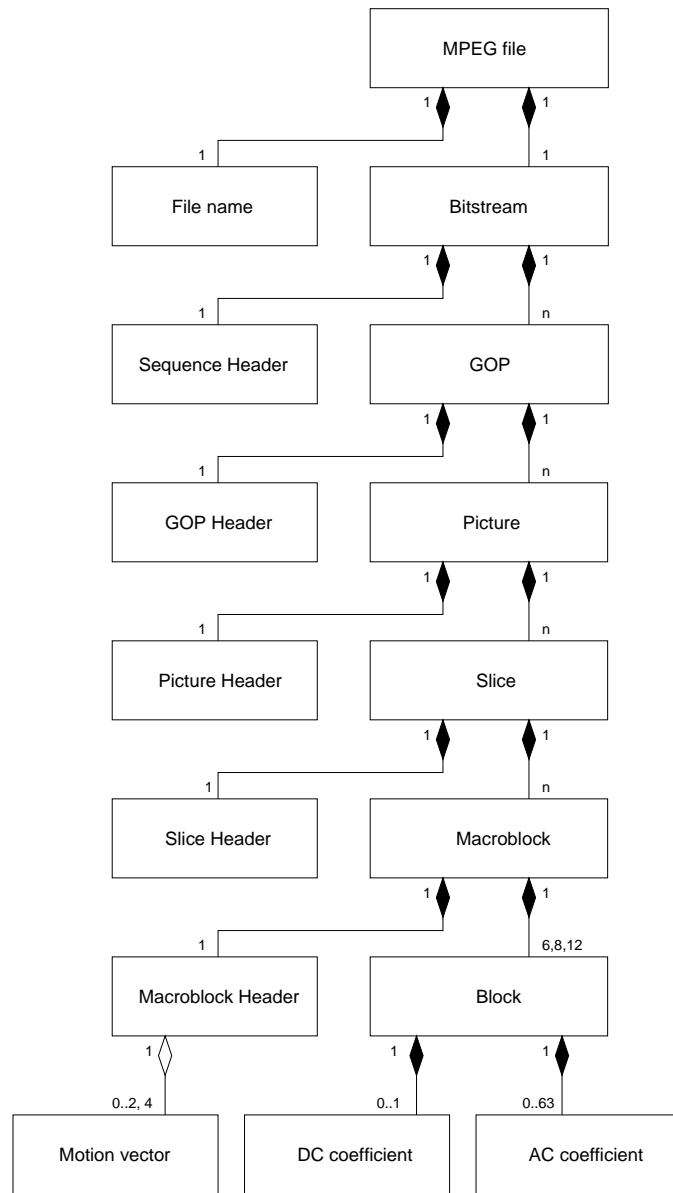 MPEG file
1 1
1 1
File name Bitstream
1 1
1 n
Sequence Header GOP
1 1
1 n
GOP Header Picture
1 1
1 n
Picture Header Slice
1 1
1 n
Slice Header Macroblock
1 1
1 6,8,12
Macroblock Header Block
1 1 1
0..2, 4 0..1 0..63
Motion vector DC coefficient AC coefficient